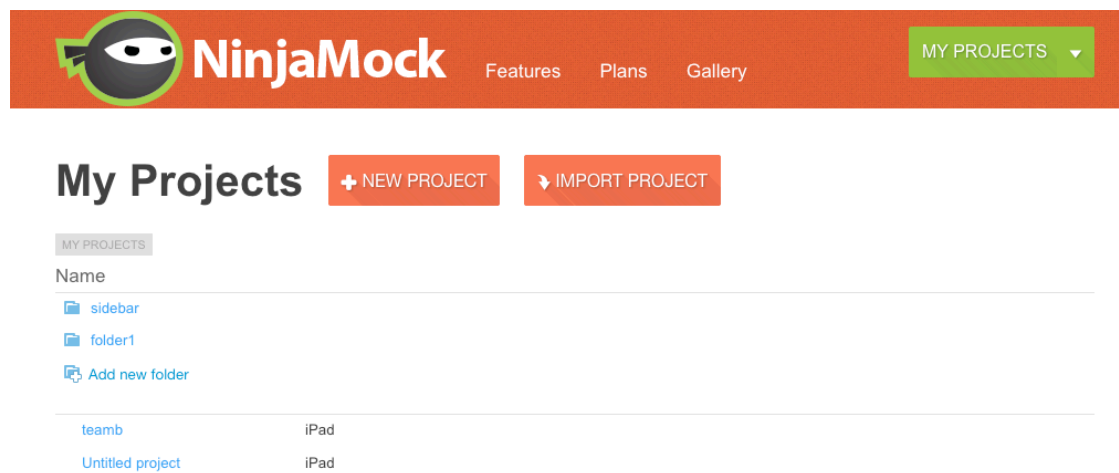 NinjaMock Features Plans Gallery MY PROJECTS
My Projects NEW PROJECT IMPORT PROJECT
MY PROJECTS
Name
sidebar
folder1
Add new folder
teamb iPad
Untitled project iPad